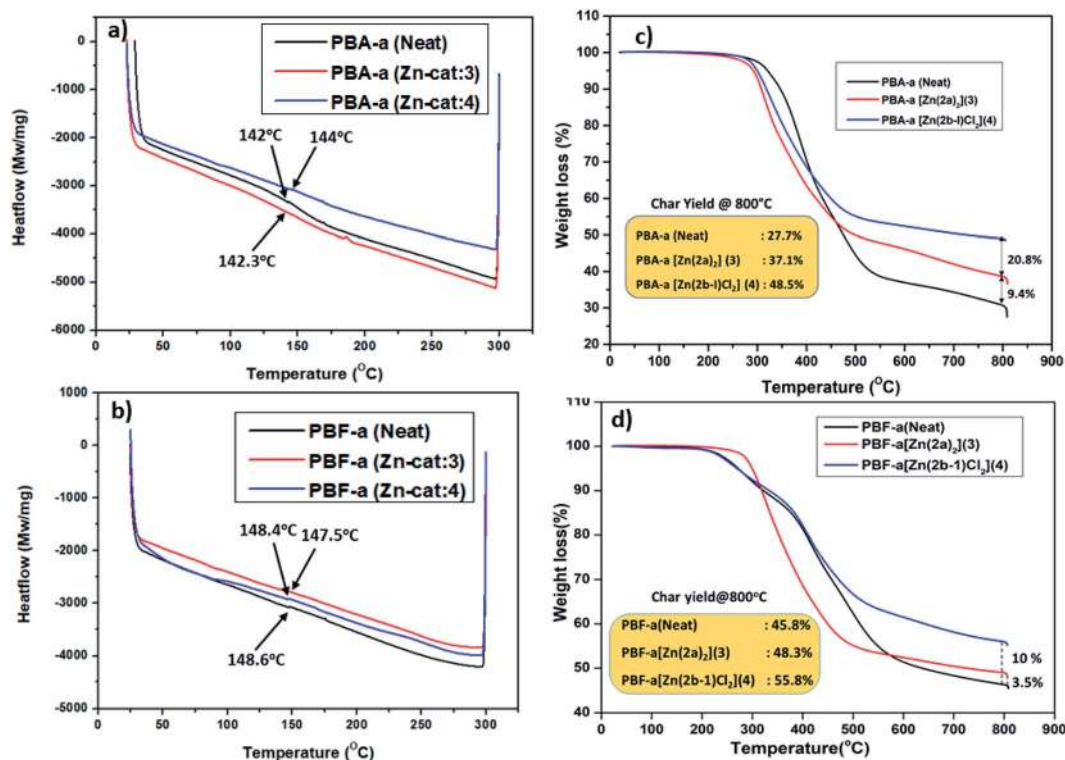 a)
PBA-a (Neat)
PBA-a (Zn-cat:3)
PBA-a (Zn-cat:4)
142°C
144°C
142.3°C
0
-1000
-2000
-3000
-4000
-5000
-6000
Heatflow (Mw/mg)
0 50 100 150 200 250 300
Temperature (°C)
c)
PBA-a (Neat)
PBA-a [Zn(2a)₂](3)
PBA-a [Zn(2b-I)Cl₂](4)
Char Yield @ 800°C
PBA-a (Neat) : 27.7%
PBA-a [Zn(2a)₂] (3) : 37.1%
PBA-a [Zn(2b-I)Cl₂] (4) : 48.5%
20.8%
9.4%
110
100
90
80
70
60
50
40
30
20
Weight loss (%)
0 100 200 300 400 500 600 700 800 900
Temperature (°C)
b)
PBF-a (Neat)
PBF-a (Zn-cat:3)
PBF-a (Zn-cat:4)
148.4°C
147.5°C
148.6°C
1000
0
-1000
-2000
-3000
-4000
-5000
Heatflow (Mw/mg)
0 50 100 150 200 250 300
Temperature (°C)
d)
PBF-a(Neat)
PBF-a[Zn(2a)₂](3)
PBF-a[Zn(2b-1)Cl₂](4)
Char yield@800°C
PBF-a(Neat) : 45.8%
PBF-a[Zn(2a)₂](3) : 48.3%
PBF-a[Zn(2b-1)Cl₂](4) : 55.8%
10 %
3.5%
110
100
90
80
70
60
50
40
Weight loss(%)
0 100 200 300 400 500 600 700 800 900
Temperature(°C)